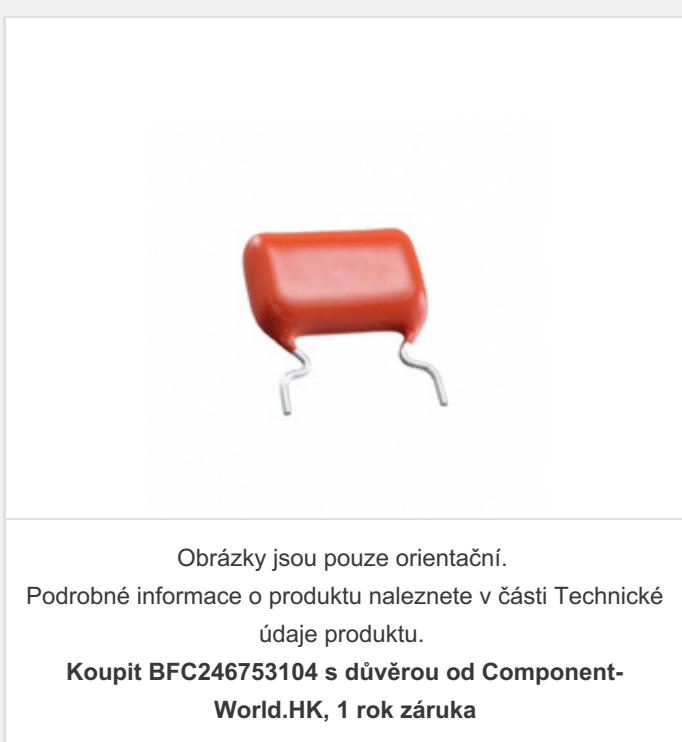 Obrázky jsou pouze orientační.
Podrobné informace o produktu naleznete v části Technické
údaje produktu.
Koupit BFC246753104 s důvěrou od Component-
World.HK, 1 rok záruka